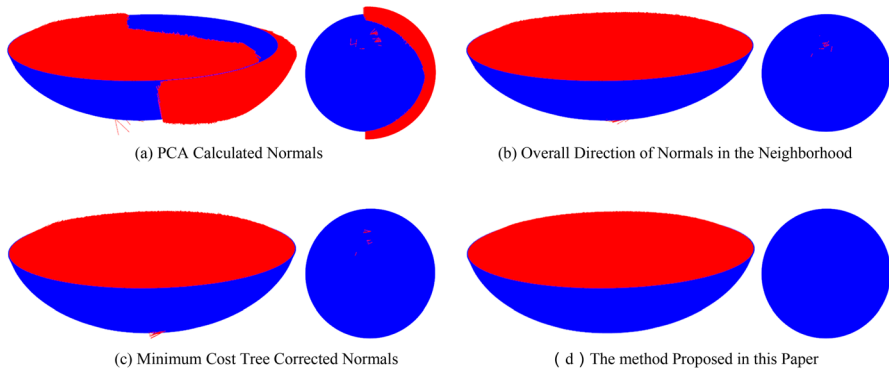 (a) PCA Calculated Normals
(b) Overall Direction of Normals in the Neighborhood
(c) Minimum Cost Tree Corrected Normals
( d ) The method Proposed in this Paper